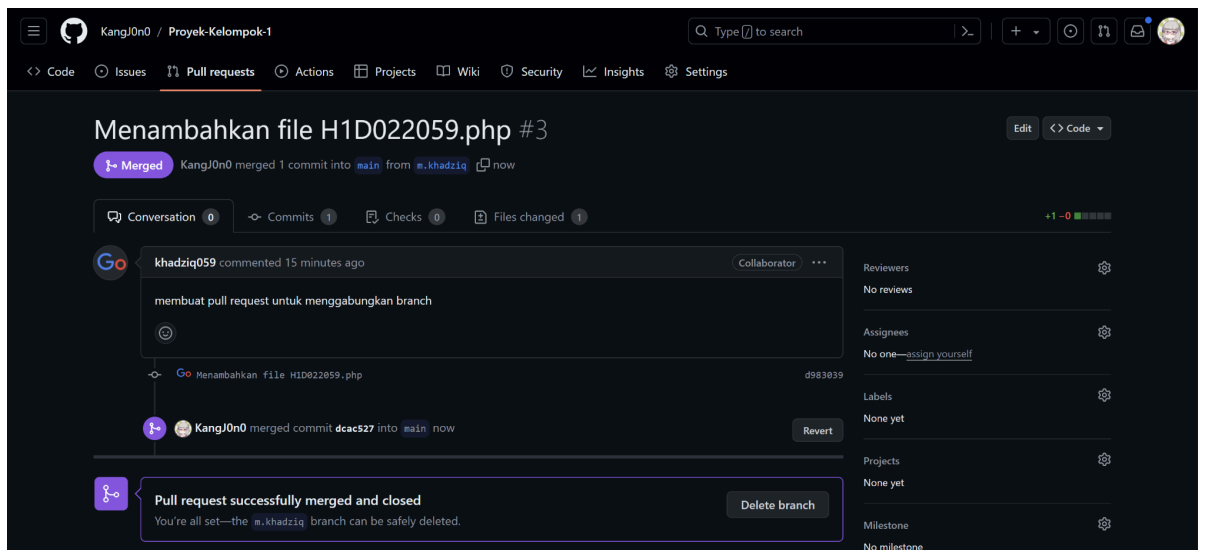 KangJ0n0 / Proyek-Kelompok-1
Type / to search
Code Issues Pull requests Actions Projects Wiki Security Insights Settings
Menambahkan file H1D022059.php #3
Edit <> Code
Merged KangJ0n0 merged 1 commit into main from m.khadziq now
Conversation 0 Commits 1 Checks 0 Files changed 1 +1 −0
Go khadziq059 commented 15 minutes ago Collaborator ···
membuat pull request untuk menggabungkan branch
Go Menambahkan file H1D022059.php d983039
KangJ0n0 merged commit dcac527 into main now Revert
Pull request successfully merged and closed
You're all set—the m.khadziq branch can be safely deleted.
Delete branch
Reviewers
No reviews
Assignees
No one—assign yourself
Labels
None yet
Projects
None yet
Milestone
No milestone